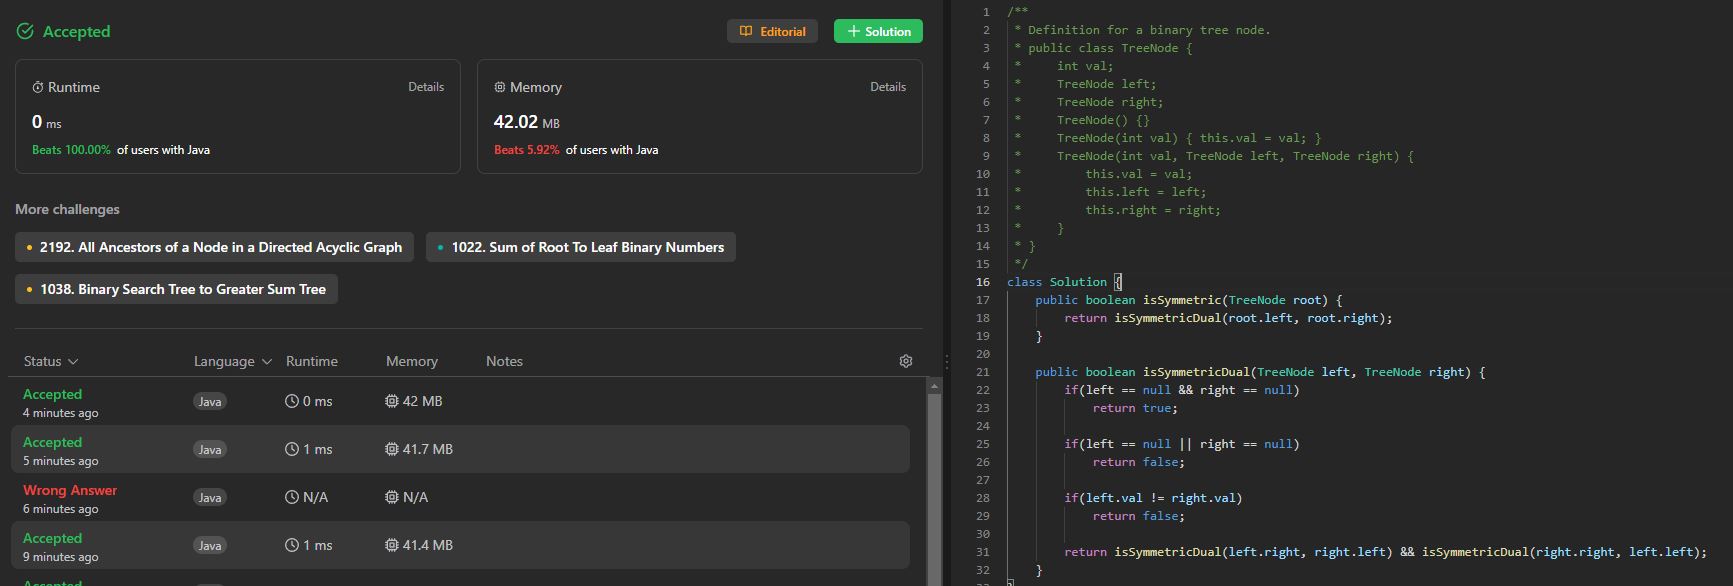 Accepted
Editorial
Solution
Runtime
Details
0 ms
Beats 100.00% of users with Java
Memory
Details
42.02 MB
Beats 5.92% of users with Java
More challenges
2192. All Ancestors of a Node in a Directed Acyclic Graph
1022. Sum of Root To Leaf Binary Numbers
1038. Binary Search Tree to Greater Sum Tree
Status Language Runtime Memory Notes
Accepted
4 minutes ago
Java 0 ms 42 MB
Accepted
5 minutes ago
Java 1 ms 41.7 MB
Wrong Answer
6 minutes ago
Java N/A N/A
Accepted
9 minutes ago
Java 1 ms 41.4 MB
1 /**
2 * Definition for a binary tree node.
3 * public class TreeNode {
4 *     int val;
5 *     TreeNode left;
6 *     TreeNode right;
7 *     TreeNode() {}
8 *     TreeNode(int val) { this.val = val; }
9 *     TreeNode(int val, TreeNode left, TreeNode right) {
10 *         this.val = val;
11 *         this.left = left;
12 *         this.right = right;
13 *     }
14 * }
15 */
16 class Solution {
17     public boolean isSymmetric(TreeNode root) {
18         return isSymmetricDual(root.left, root.right);
19     }
20
21     public boolean isSymmetricDual(TreeNode left, TreeNode right) {
22         if(left == null && right == null)
23             return true;
24
25         if(left == null || right == null)
26             return false;
27
28         if(left.val != right.val)
29             return false;
30
31         return isSymmetricDual(left.right, right.left) && isSymmetricDual(right.right, left.left);
32     }